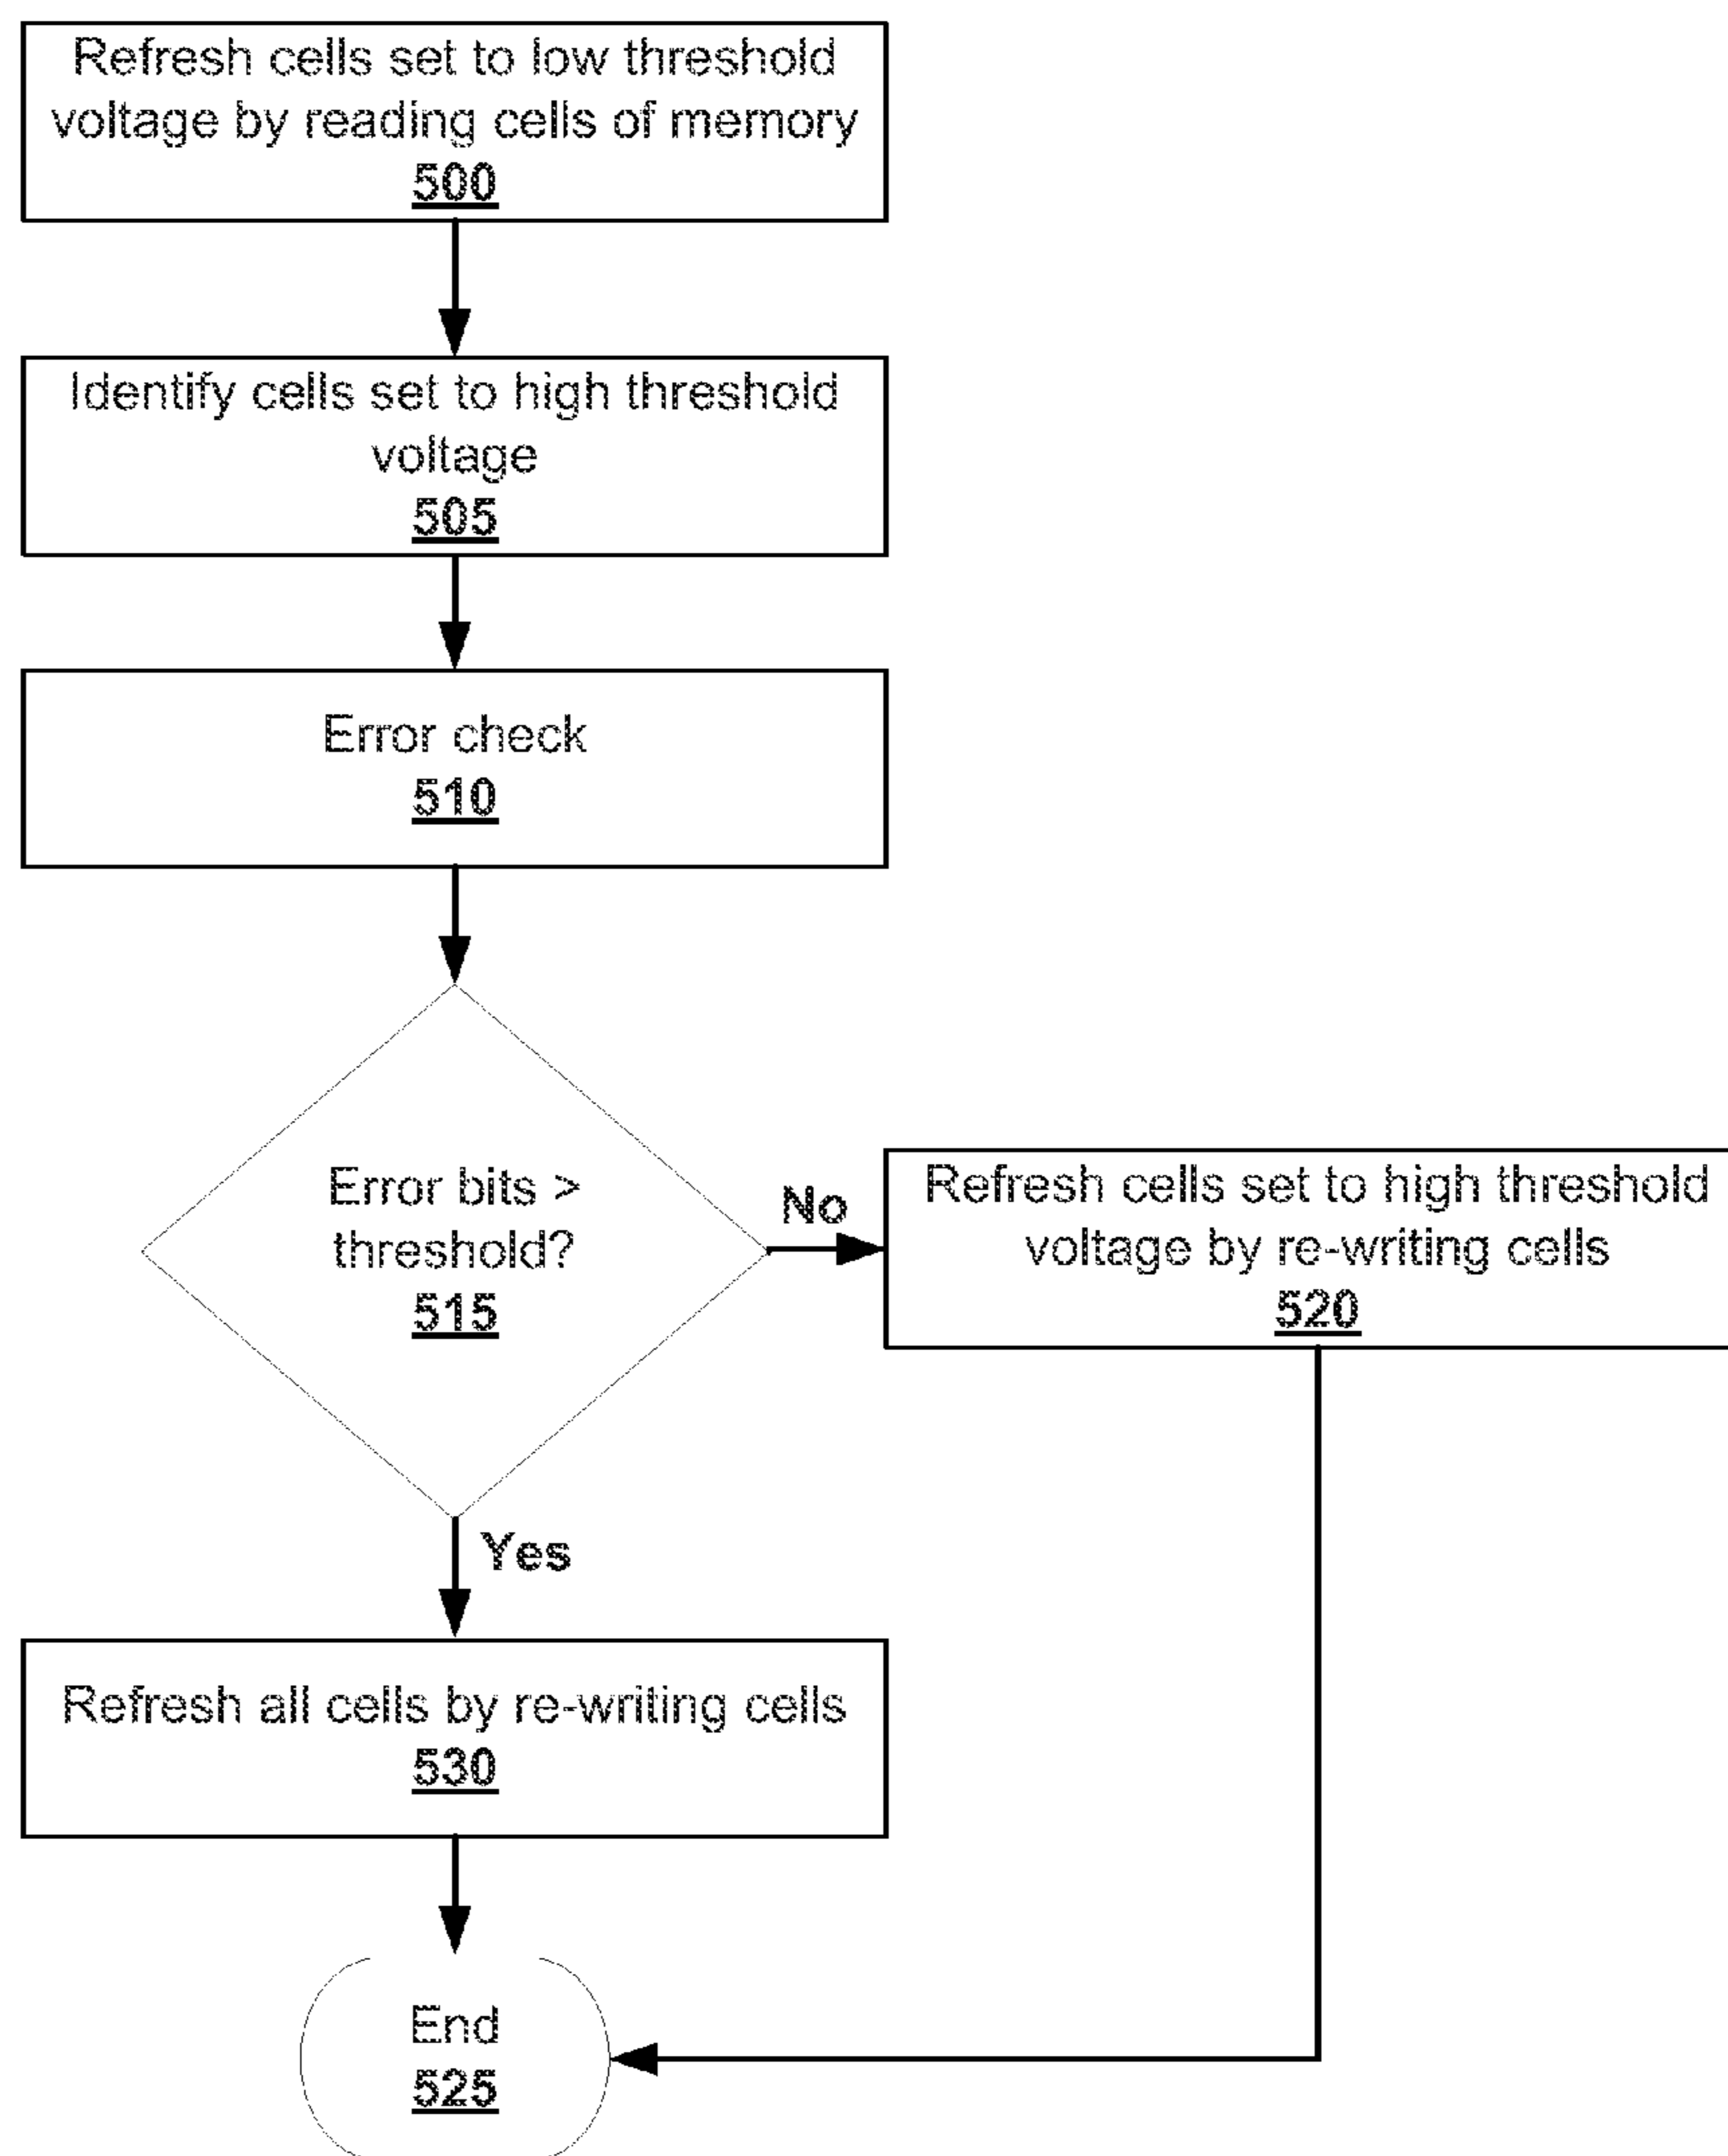 Refresh cells set to low threshold
voltage by reading cells of memory
500
Identify cells set to high threshold
voltage
505
Error check
510
Error bits >
threshold?
515
No
Refresh cells set to high threshold
voltage by re-writing cells
520
Yes
Refresh all cells by re-writing cells
530
End
525